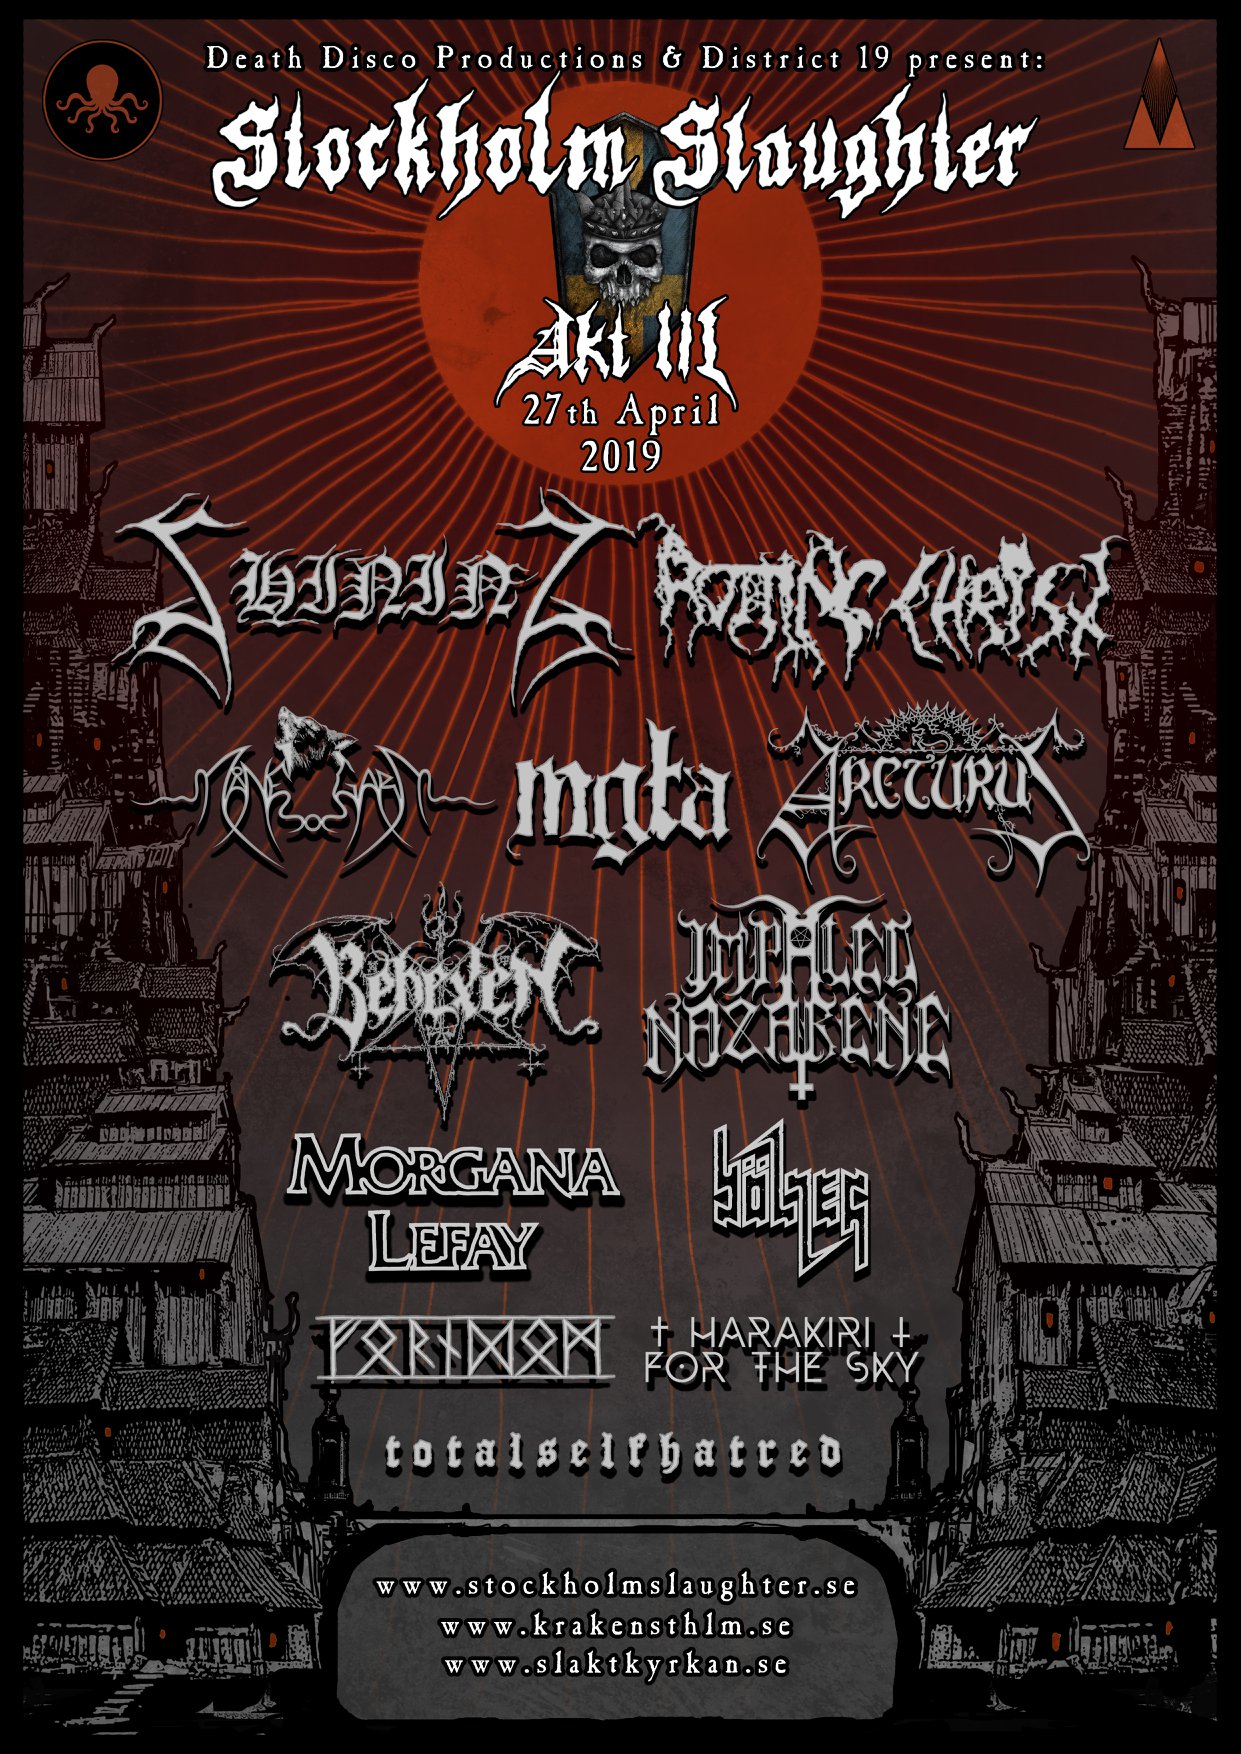 Death Disco Productions & District 19 present:
Stockholm Slaughter
Akt III
27th April
2019
Shining Rotting Christ
Månegarm mgła Arcturus
Behexen Impaled
Nazarene
Morgana
Lefay
Bölzer
Forndom
Harakiri
For The Sky
totalselfhatred
www.stockholmslaughter.se
www.krakensthlm.se
www.slaktkyrkan.se